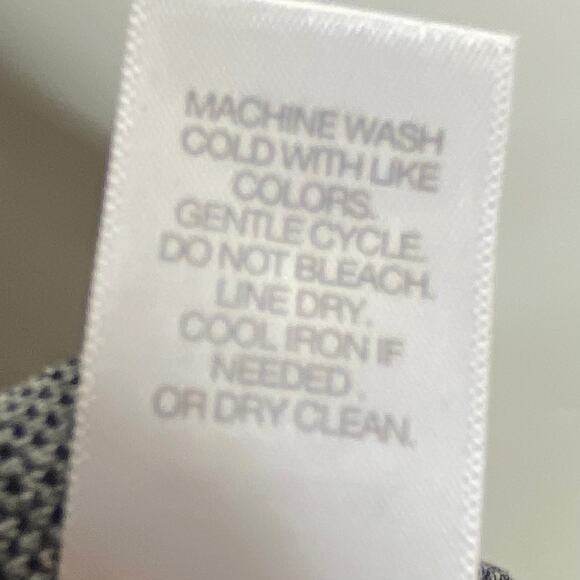 MACHINE WASH
COLD WITH LIKE
COLORS.
GENTLE CYCLE.
DO NOT BLEACH.
LINE DRY.
COOL IRON IF
NEEDED.
OR DRY CLEAN.